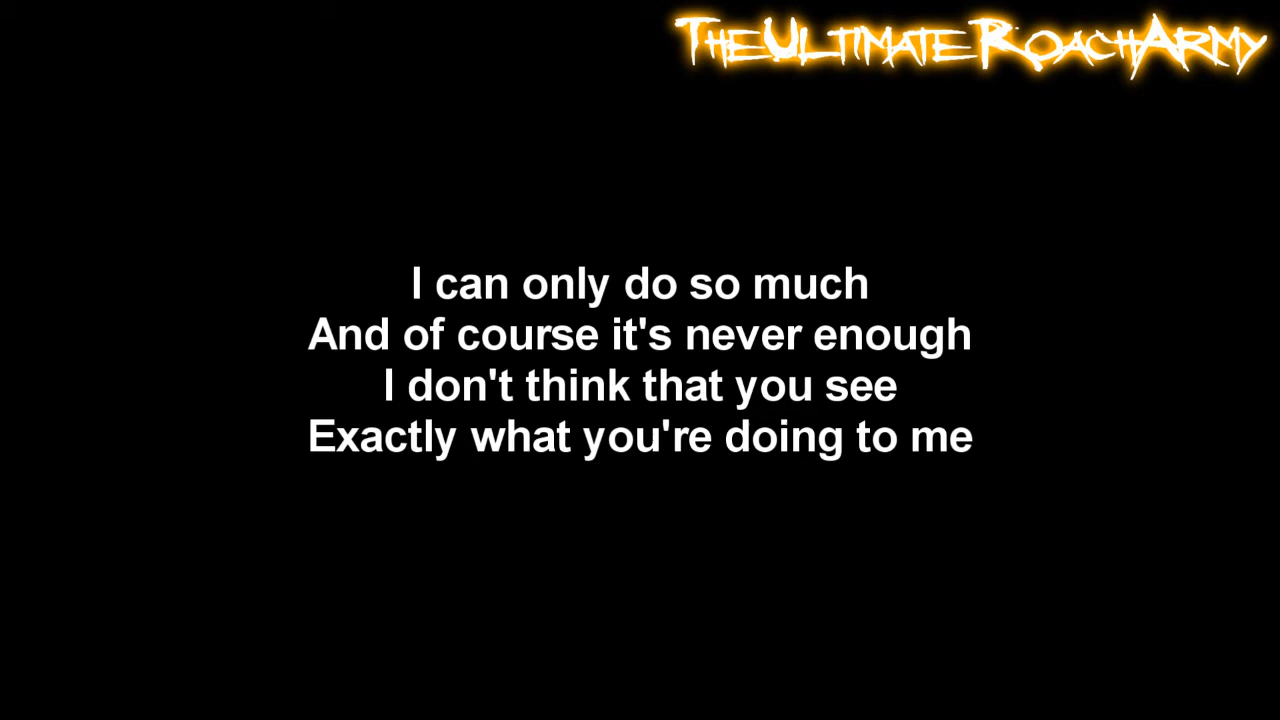 TheUltimateRoachArmy
I can only do so much
And of course it's never enough
I don't think that you see
Exactly what you're doing to me